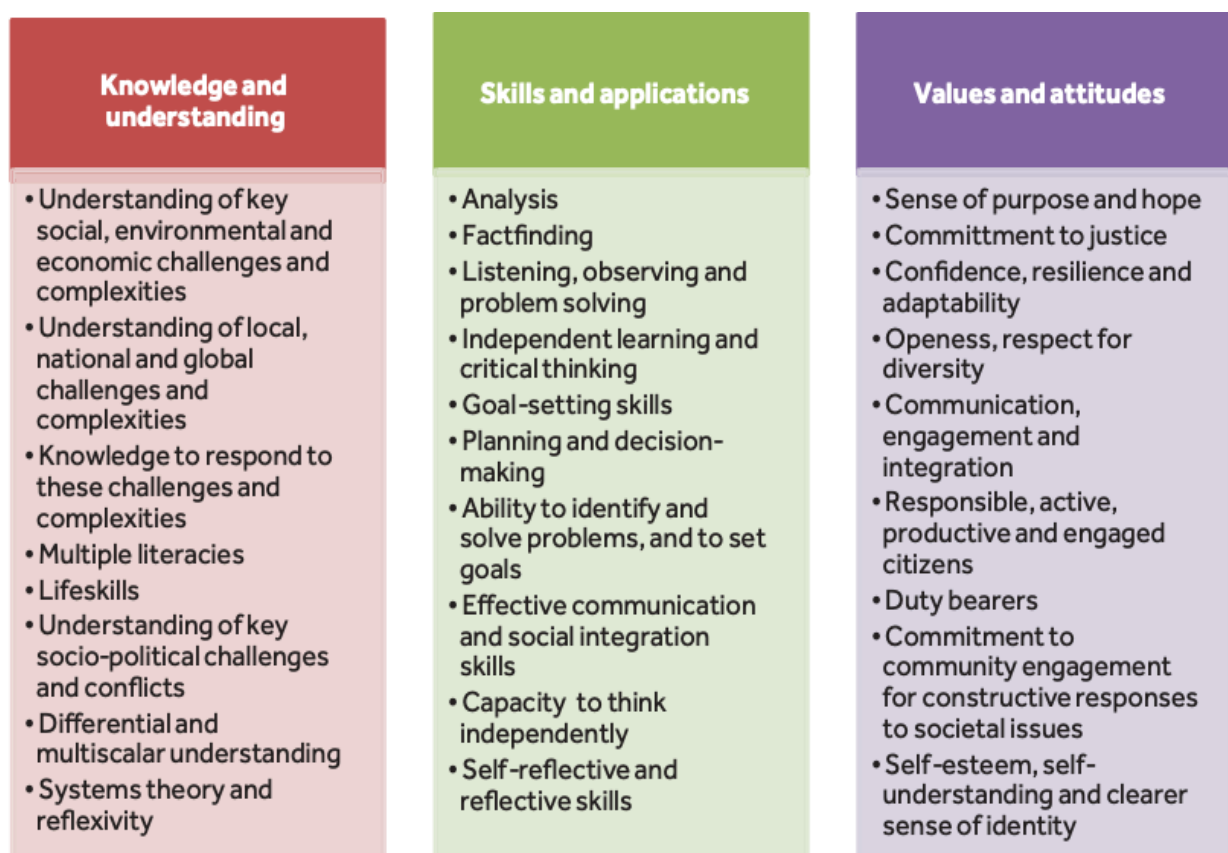 Knowledge and
understanding
• Understanding of key
social, environmental and
economic challenges and
complexities
• Understanding of local,
national and global
challenges and
complexities
• Knowledge to respond to
these challenges and
complexities
• Multiple literacies
• Lifeskills
• Understanding of key
socio-political challenges
and conflicts
• Differential and
multiscalar understanding
• Systems theory and
reflexivity
Skills and applications
• Analysis
• Factfinding
• Listening, observing and
problem solving
• Independent learning and
critical thinking
• Goal-setting skills
• Planning and decision-
making
• Ability to identify and
solve problems, and to set
goals
• Effective communication
and social integration
skills
• Capacity to think
independently
• Self-reflective and
reflective skills
Values and attitudes
• Sense of purpose and hope
• Committment to justice
• Confidence, resilience and
adaptability
• Openess, respect for
diversity
• Communication,
engagement and
integration
• Responsible, active,
productive and engaged
citizens
• Duty bearers
• Commitment to
community engagement
for constructive responses
to societal issues
• Self-esteem, self-
understanding and clearer
sense of identity